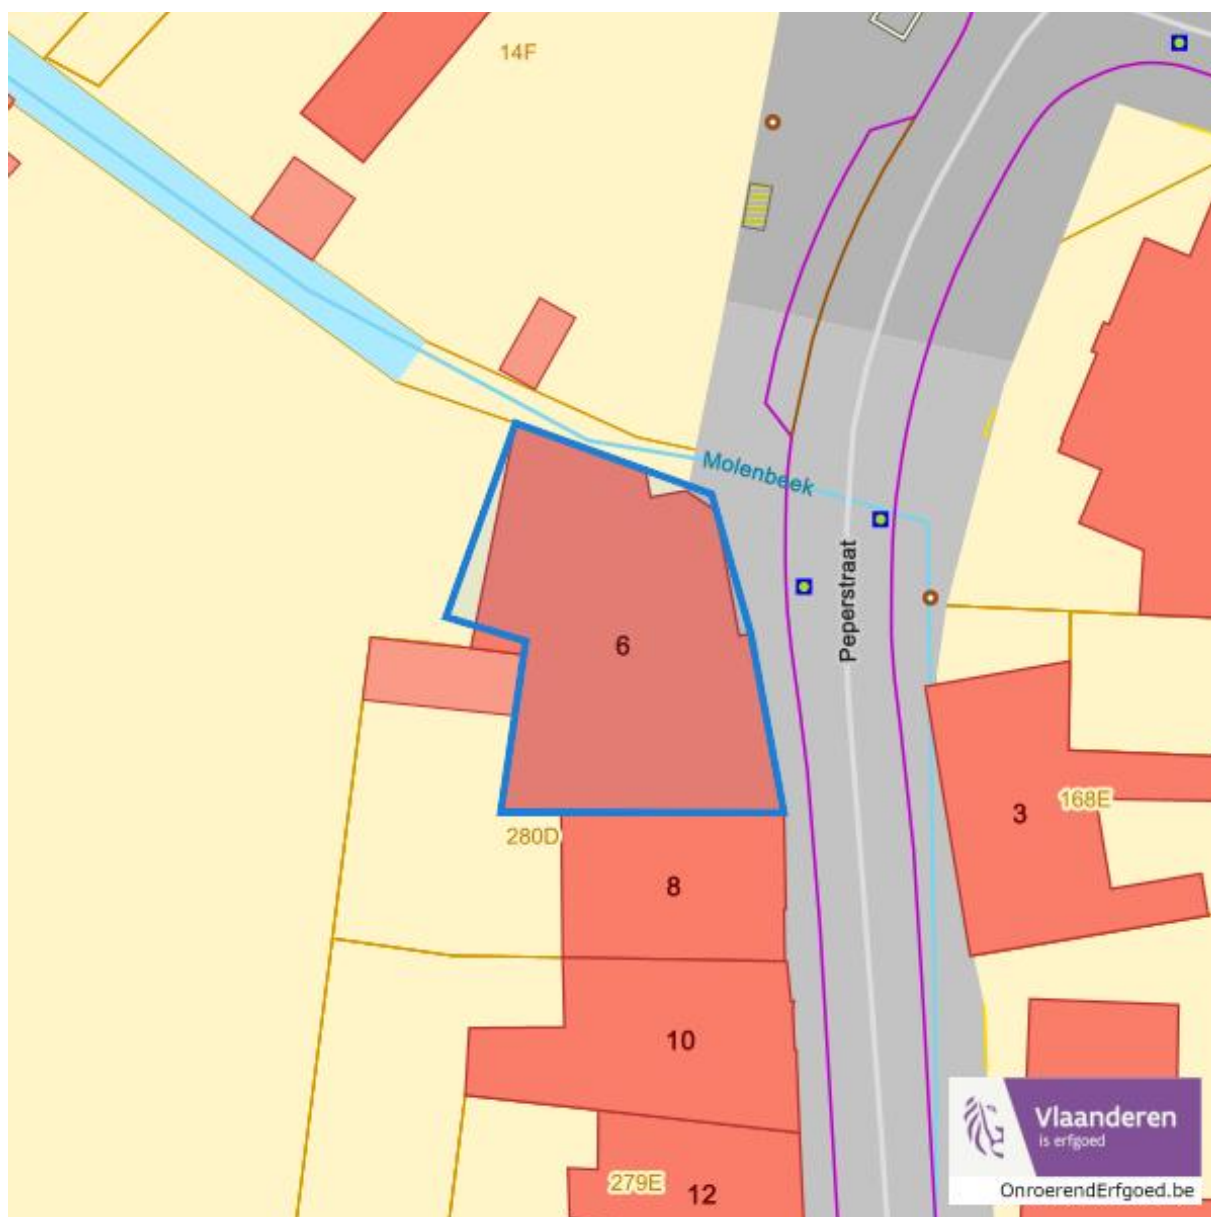 14F
Molenbeek
Peperstraat
6
280D
8
3
168E
10
279E
12
Vlaanderen
is erfgoed
OnroerendErfgoed.be